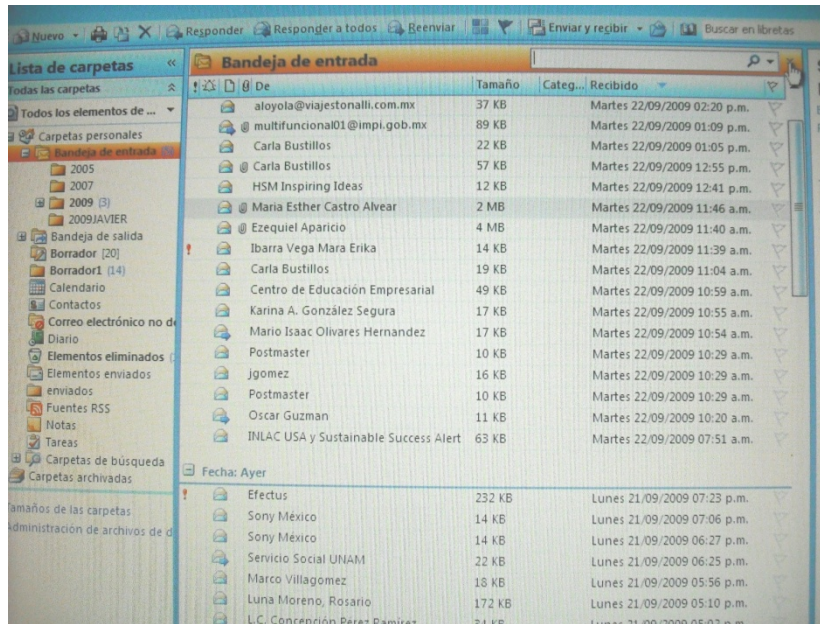 Nuevo Responder Responder a todos Reenviar Enviar y recibir Buscar en libretas
Lista de carpetas «
Todas las carpetas
Todos los elementos de ...
Carpetas personales
Bandeja de entrada
2005
2007
2009 (3)
2009JAVIER
Bandeja de salida
Borrador [20]
Borrador1 (14)
Calendario
Contactos
Correo electrónico no de
Diario
Elementos eliminados
Elementos enviados
enviados
Fuentes RSS
Notas
Tareas
Carpetas de búsqueda
Carpetas archivadas
Tamaños de las carpetas
Administración de archivos de d
Bandeja de entrada
! De Tamaño Categ... Recibido
aloyola@viajestonalli.com.mx 37 KB Martes 22/09/2009 02:20 p.m.
multifuncional01@impi.gob.mx 89 KB Martes 22/09/2009 01:09 p.m.
Carla Bustillos 22 KB Martes 22/09/2009 01:05 p.m.
Carla Bustillos 57 KB Martes 22/09/2009 12:55 p.m.
HSM Inspiring Ideas 12 KB Martes 22/09/2009 12:41 p.m.
Maria Esther Castro Alvear 2 MB Martes 22/09/2009 11:46 a.m.
Ezequiel Aparicio 4 MB Martes 22/09/2009 11:40 a.m.
! Ibarra Vega Mara Erika 14 KB Martes 22/09/2009 11:39 a.m.
Carla Bustillos 19 KB Martes 22/09/2009 11:04 a.m.
Centro de Educación Empresarial 49 KB Martes 22/09/2009 10:59 a.m.
Karina A. González Segura 17 KB Martes 22/09/2009 10:55 a.m.
Mario Isaac Olivares Hernandez 17 KB Martes 22/09/2009 10:54 a.m.
Postmaster 10 KB Martes 22/09/2009 10:29 a.m.
jgomez 16 KB Martes 22/09/2009 10:29 a.m.
Postmaster 10 KB Martes 22/09/2009 10:29 a.m.
Oscar Guzman 11 KB Martes 22/09/2009 10:20 a.m.
INLAC USA y Sustainable Success Alert 63 KB Martes 22/09/2009 07:51 a.m.
Fecha: Ayer
! Efectus 232 KB Lunes 21/09/2009 07:23 p.m.
Sony Mexico 14 KB Lunes 21/09/2009 07:06 p.m.
Sony Mexico 14 KB Lunes 21/09/2009 06:27 p.m.
Servicio Social UNAM 22 KB Lunes 21/09/2009 06:25 p.m.
Marco Villagomez 18 KB Lunes 21/09/2009 05:56 p.m.
Luna Moreno, Rosario 172 KB Lunes 21/09/2009 05:10 p.m.
L.C. Concepción Pérez Ramírez 34 KB Lunes 21/09/2009 05:02 p.m.